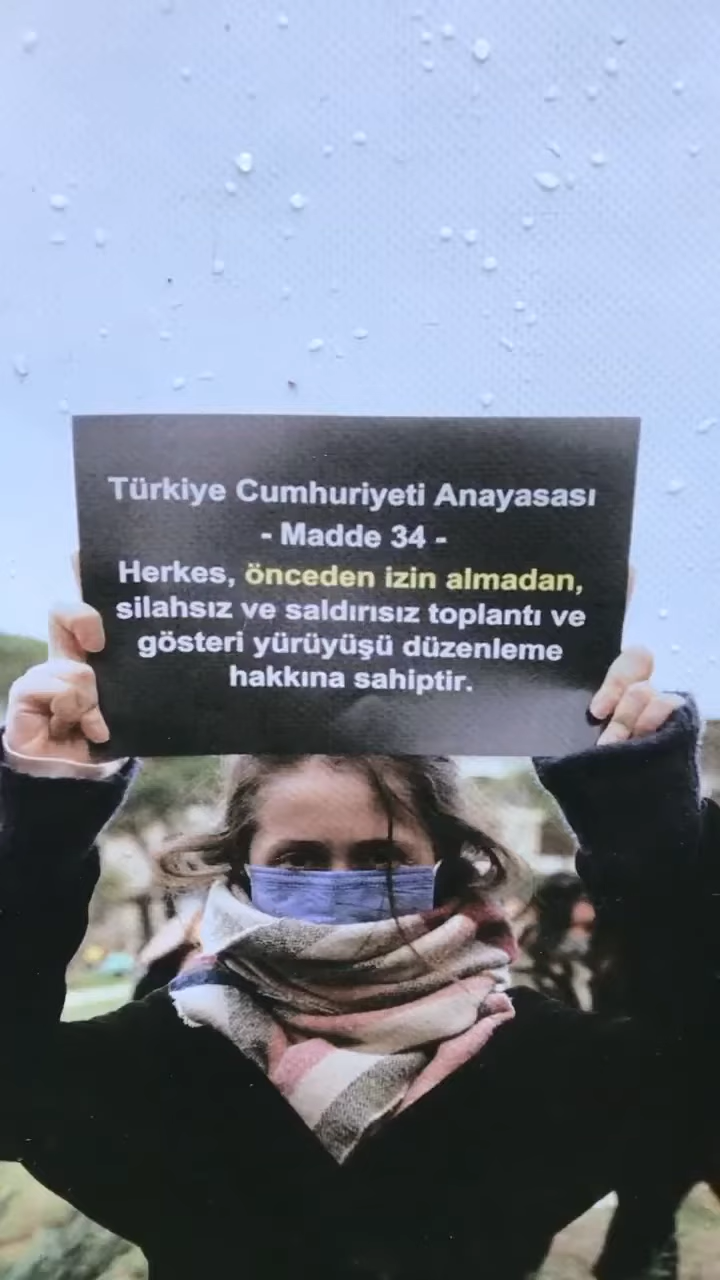 Türkiye Cumhuriyeti Anayasası
- Madde 34 -
Herkes, önceden izin almadan,
silahsız ve saldırısız toplantı ve
gösteri yürüyüşü düzenleme
hakkına sahiptir.